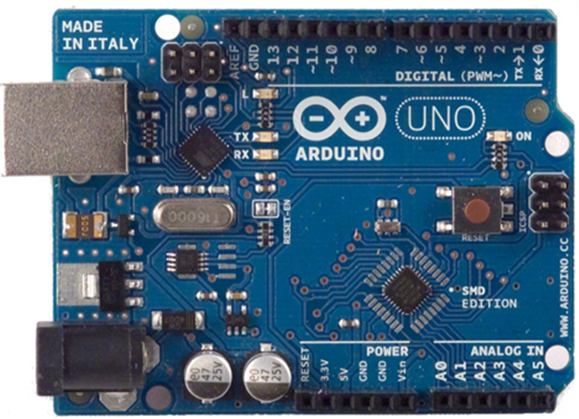 MADE
IN ITALY
AREF
GND
13
12
~11
~10
~9
8
7
~6
~5
4
~3
2
TX→1
RX←0
DIGITAL (PWM~)
L
TX
RX
ARDUINO
UNO
ON
T16000
RESET-EN
RESET
ICSP
SMD
EDITION
WWW.ARDUINO.CC
47
25
47
25
POWER
ANALOG IN
RESET
3.3V
5V
GND
GND
Vin
A0
A1
A2
A3
A4
A5